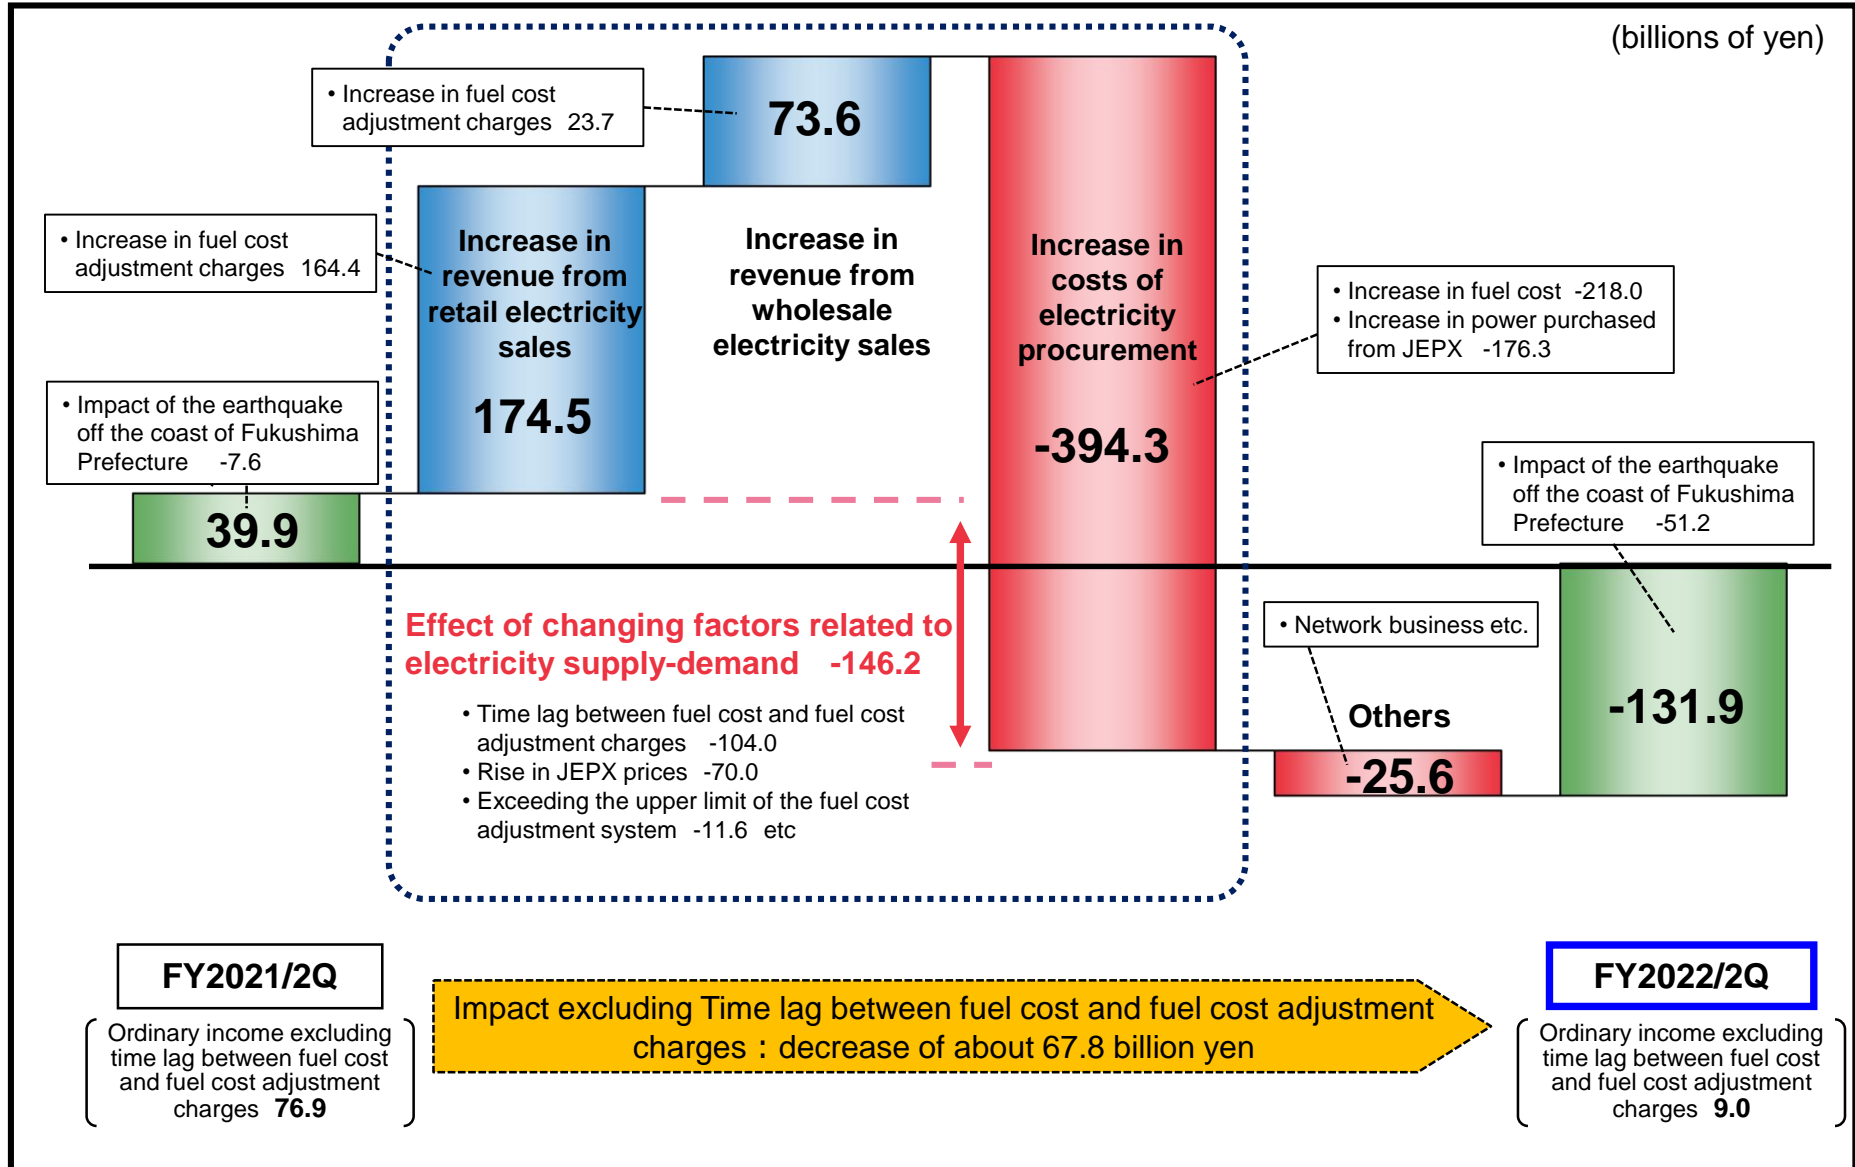 (billions of yen)
• Increase in fuel cost
adjustment charges 23.7
73.6
• Increase in fuel cost
adjustment charges 164.4
Increase in
revenue from
retail electricity
sales
174.5
Increase in
revenue from
wholesale
electricity sales
Increase in
costs of
electricity
procurement
-394.3
• Increase in fuel cost -218.0
• Increase in power purchased
from JEPX -176.3
• Impact of the earthquake
off the coast of Fukushima
Prefecture -7.6
39.9
• Impact of the earthquake
off the coast of Fukushima
Prefecture -51.2
Effect of changing factors related to
electricity supply-demand -146.2
• Time lag between fuel cost and fuel cost
adjustment charges -104.0
• Rise in JEPX prices -70.0
• Exceeding the upper limit of the fuel cost
adjustment system -11.6 etc
• Network business etc.
Others
-25.6
-131.9
FY2021/2Q
Ordinary income excluding
time lag between fuel cost
and fuel cost adjustment
charges 76.9
Impact excluding Time lag between fuel cost and fuel cost adjustment
charges：decrease of about 67.8 billion yen
FY2022/2Q
Ordinary income excluding
time lag between fuel cost
and fuel cost adjustment
charges 9.0